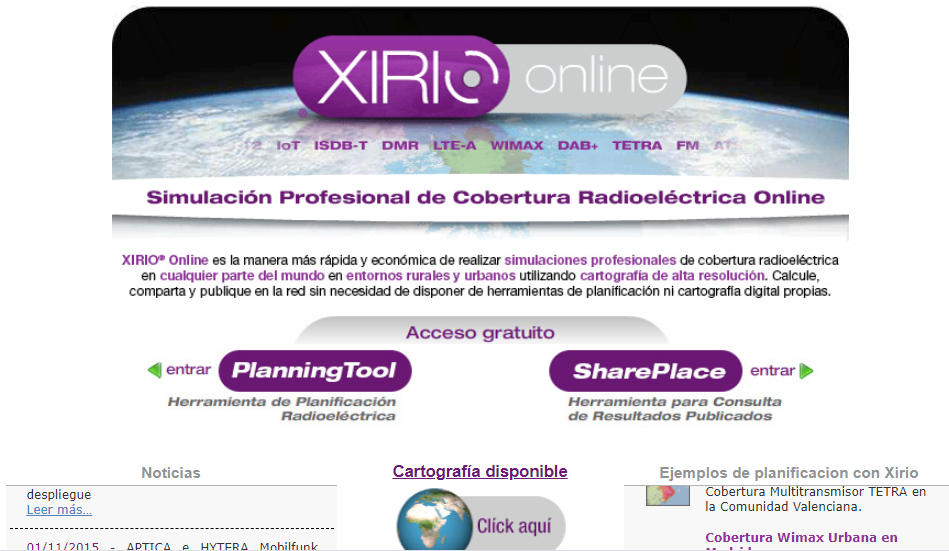 XIRIO online
IoT ISDB-T DMR LTE-A WIMAX DAB+ TETRA FM
Simulación Profesional de Cobertura Radioeléctrica Online
XIRIO® Online es la manera más rápida y económica de realizar simulaciones profesionales de cobertura radioeléctrica
en cualquier parte del mundo en entornos rurales y urbanos utilizando cartografía de alta resolución. Calcule,
comparta y publique en la red sin necesidad de disponer de herramientas de planificación ni cartografía digital propias.
Acceso gratuito
entrar PlanningTool
Herramienta de Planificación
Radioeléctrica
SharePlace entrar
Herramienta para Consulta
de Resultados Publicados
Noticias
despliegue
Leer más...
01/11/2015 - APTICA e HYTERA Mobilfunk
Cartografía disponible
Click aquí
Ejemplos de planificacion con Xirio
Cobertura Multitransmisor TETRA en
la Comunidad Valenciana.
Cobertura Wimax Urbana en